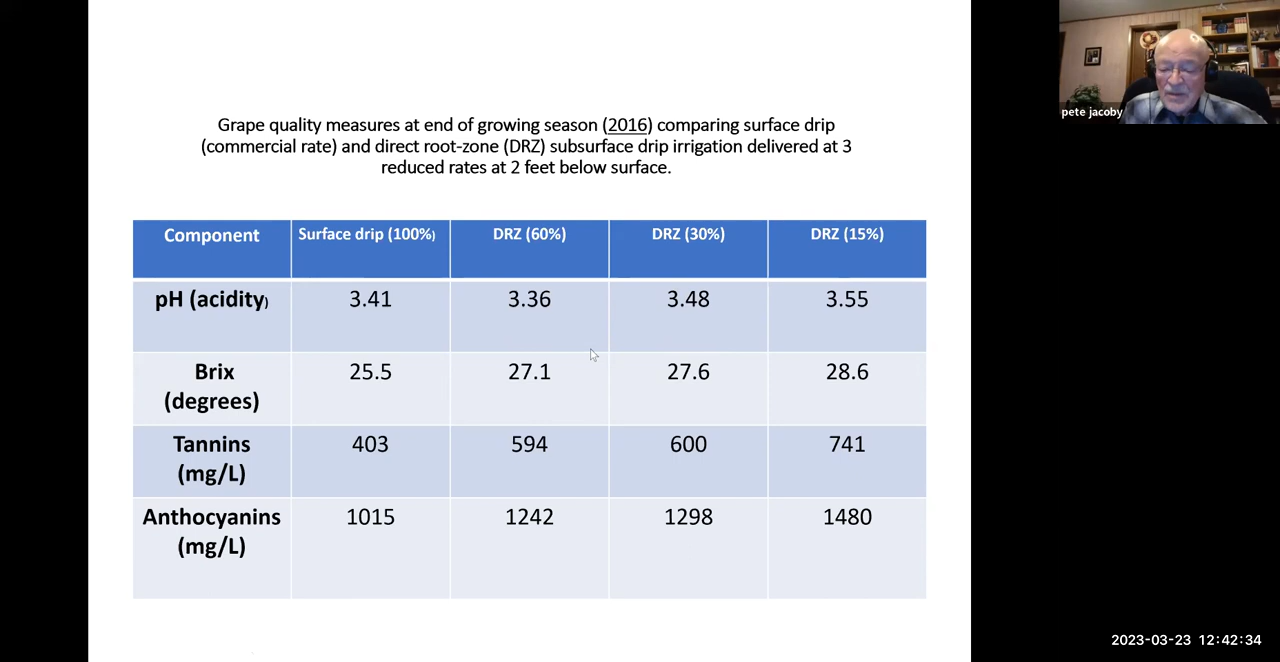 Grape quality measures at end of growing season (2016) comparing surface drip
(commercial rate) and direct root-zone (DRZ) subsurface drip irrigation delivered at 3
reduced rates at 2 feet below surface.
Component Surface drip (100%) DRZ (60%) DRZ (30%) DRZ (15%)
pH (acidity) 3.41 3.36 3.48 3.55
Brix 25.5 27.1 27.6 28.6
(degrees)
Tannins 403 594 600 741
(mg/L)
Anthocyanins 1015 1242 1298 1480
(mg/L)
pete jacoby
2023-03-23 12:42:34